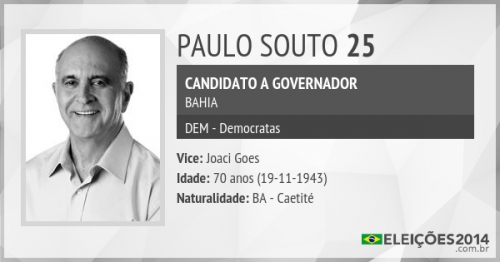 PAULO SOUTO 25
CANDIDATO A GOVERNADOR
BAHIA
DEM - Democratas
Vice: Joaci Goes
Idade: 70 anos (19-11-1943)
Naturalidade: BA - Caetité
ELEIÇÕES2014
.com.br